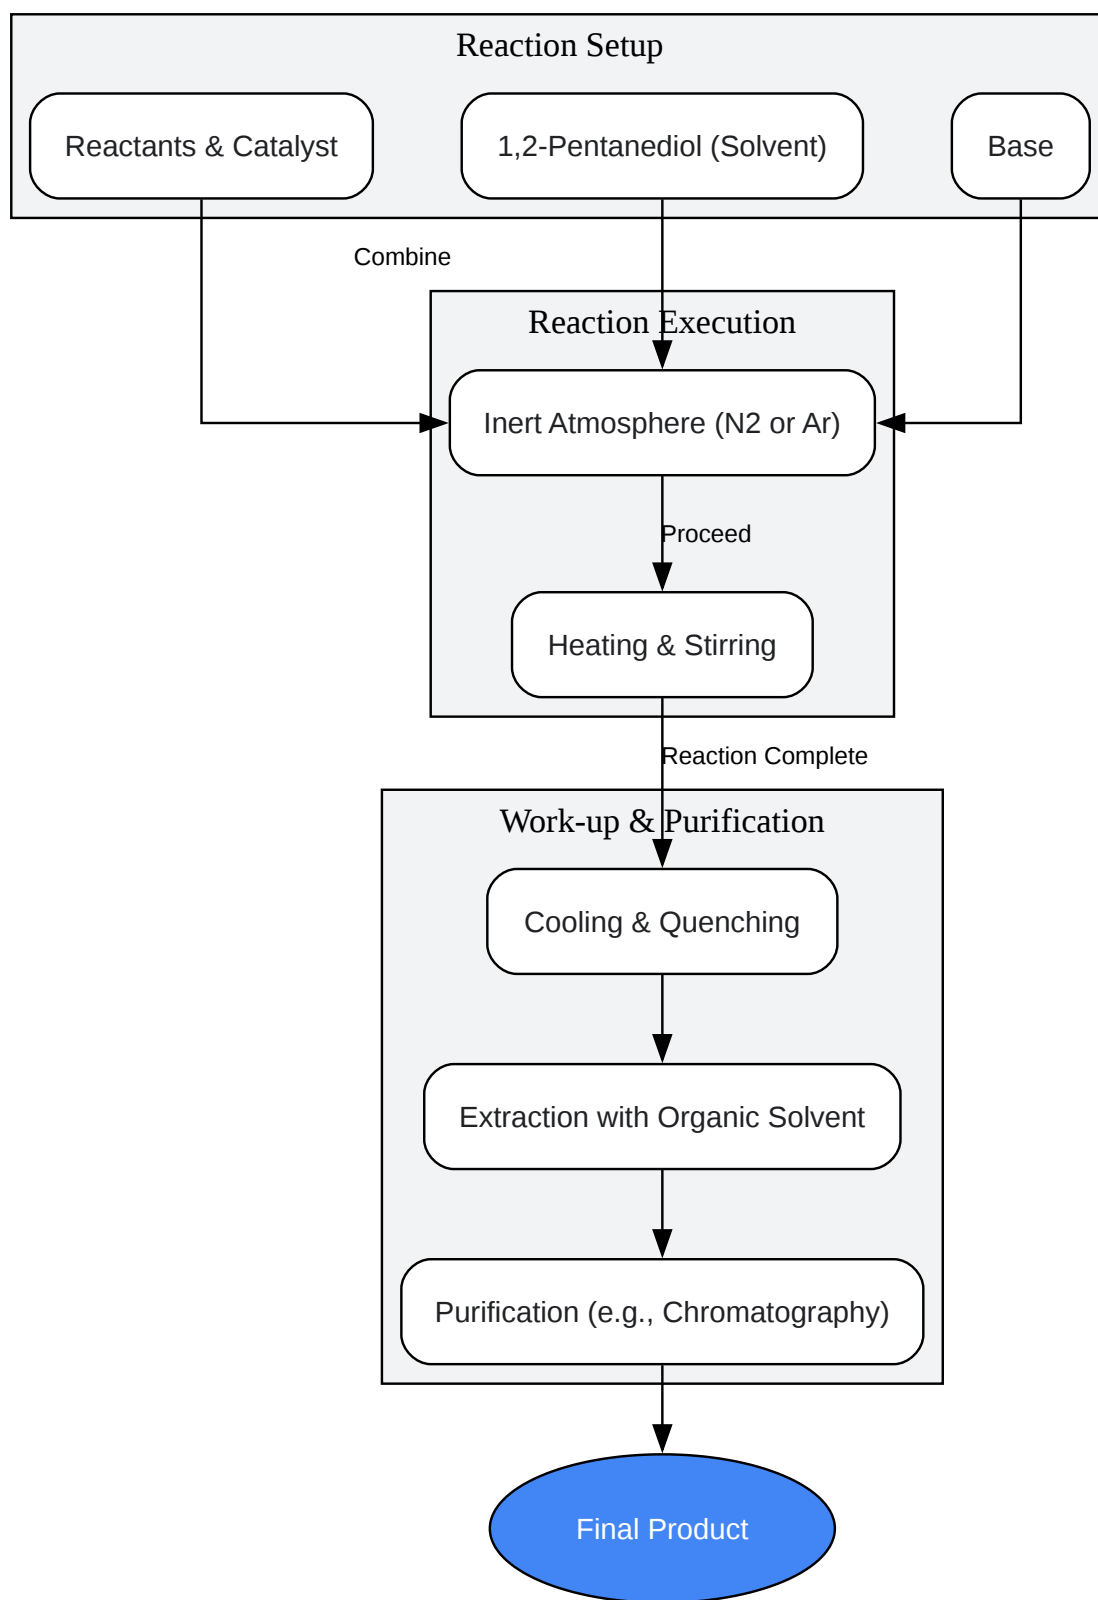 Reaction Setup
Reactants & Catalyst
1,2-Pentanediol (Solvent)
Base
Combine
Reaction Execution
Inert Atmosphere (N2 or Ar)
Proceed
Heating & Stirring
Reaction Complete
Work-up & Purification
Cooling & Quenching
Extraction with Organic Solvent
Purification (e.g., Chromatography)
Final Product